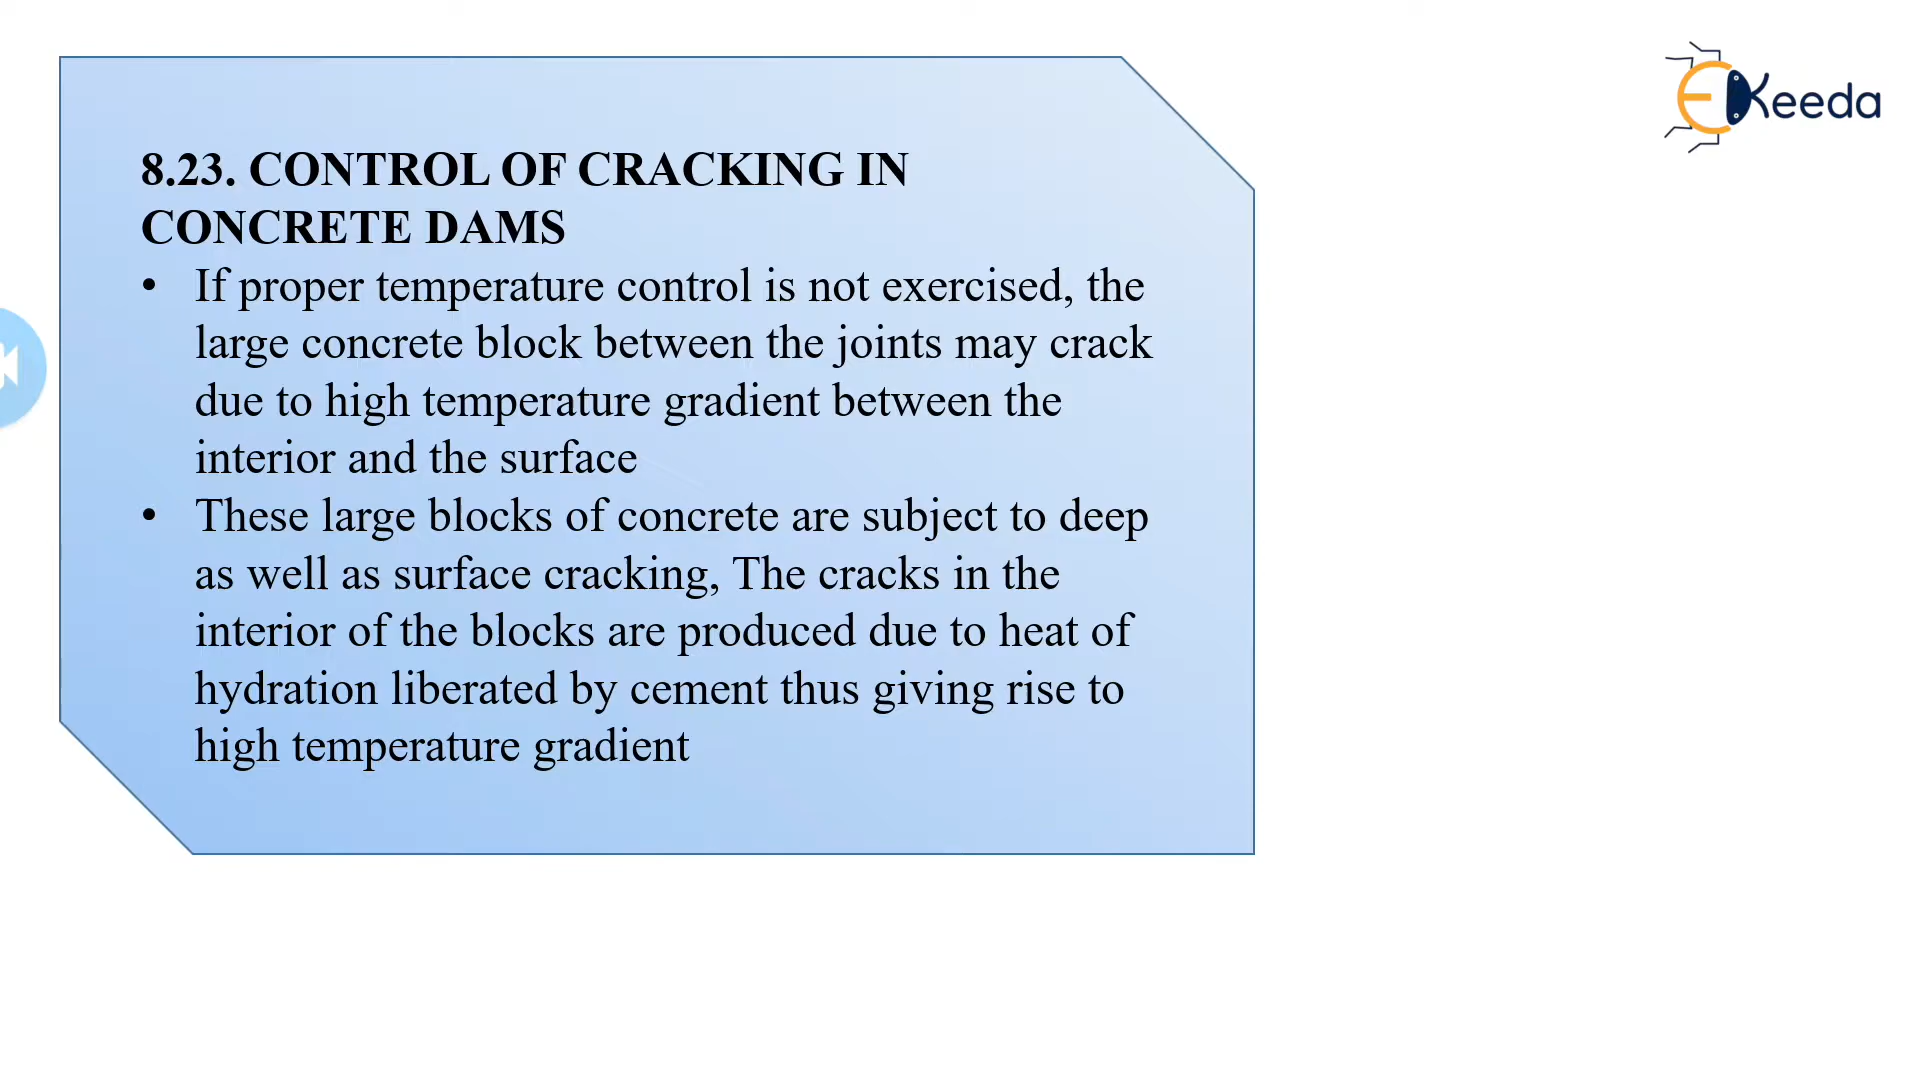 EKeeda
8.23. CONTROL OF CRACKING IN
CONCRETE DAMS
• If proper temperature control is not exercised, the
large concrete block between the joints may crack
due to high temperature gradient between the
interior and the surface
• These large blocks of concrete are subject to deep
as well as surface cracking, The cracks in the
interior of the blocks are produced due to heat of
hydration liberated by cement thus giving rise to
high temperature gradient